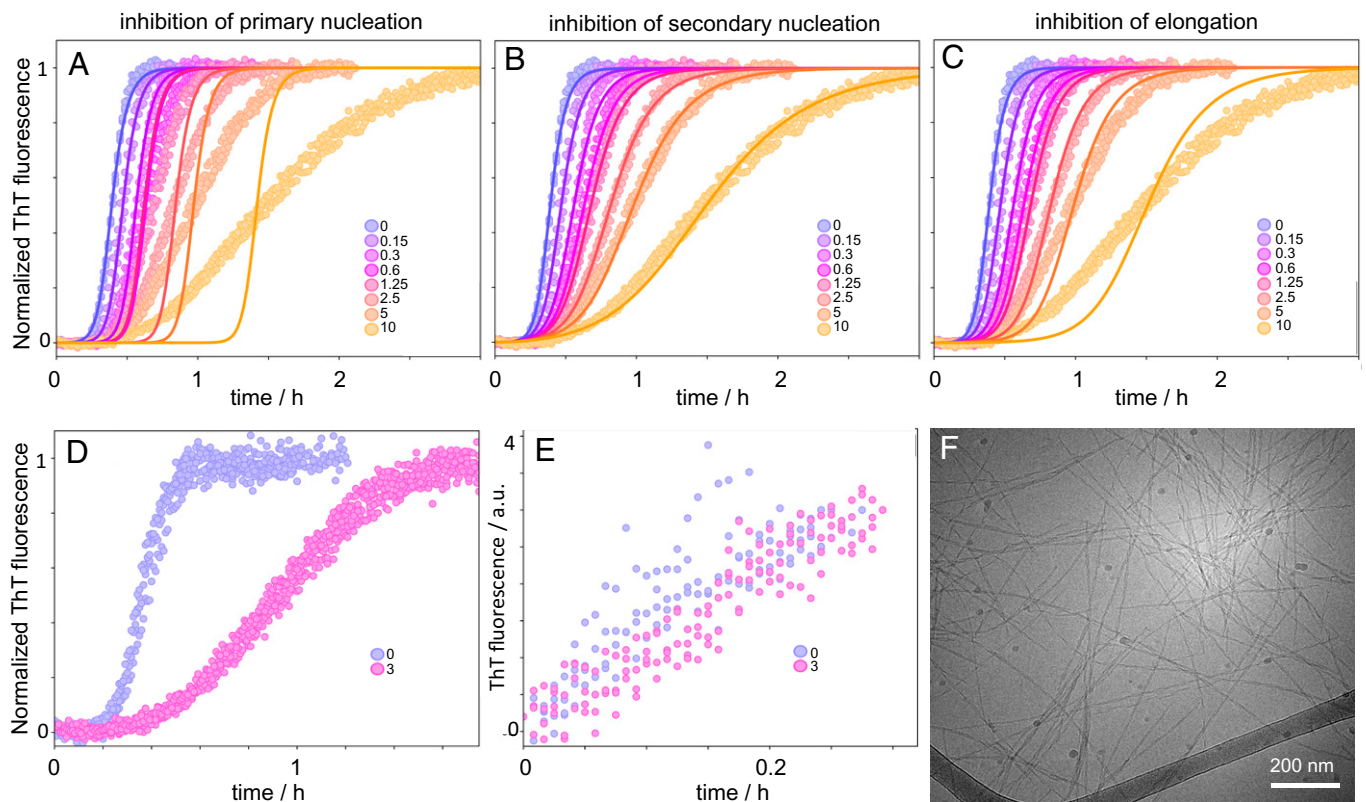 inhibition of primary nucleation
inhibition of secondary nucleation
inhibition of elongation
A
B
C
Normalized ThT fluorescence
1
0
0
0.15
0.3
0.6
1.25
2.5
5
10
0
0.15
0.3
0.6
1.25
2.5
5
10
0
0.15
0.3
0.6
1.25
2.5
5
10
0 1 2
0 1 2
0 1 2
time / h
time / h
time / h
D
E
F
Normalized ThT fluorescence
1
0
0
3
0 1
time / h
ThT fluorescence / a.u.
4
0
0
3
0 0.2
time / h
200 nm